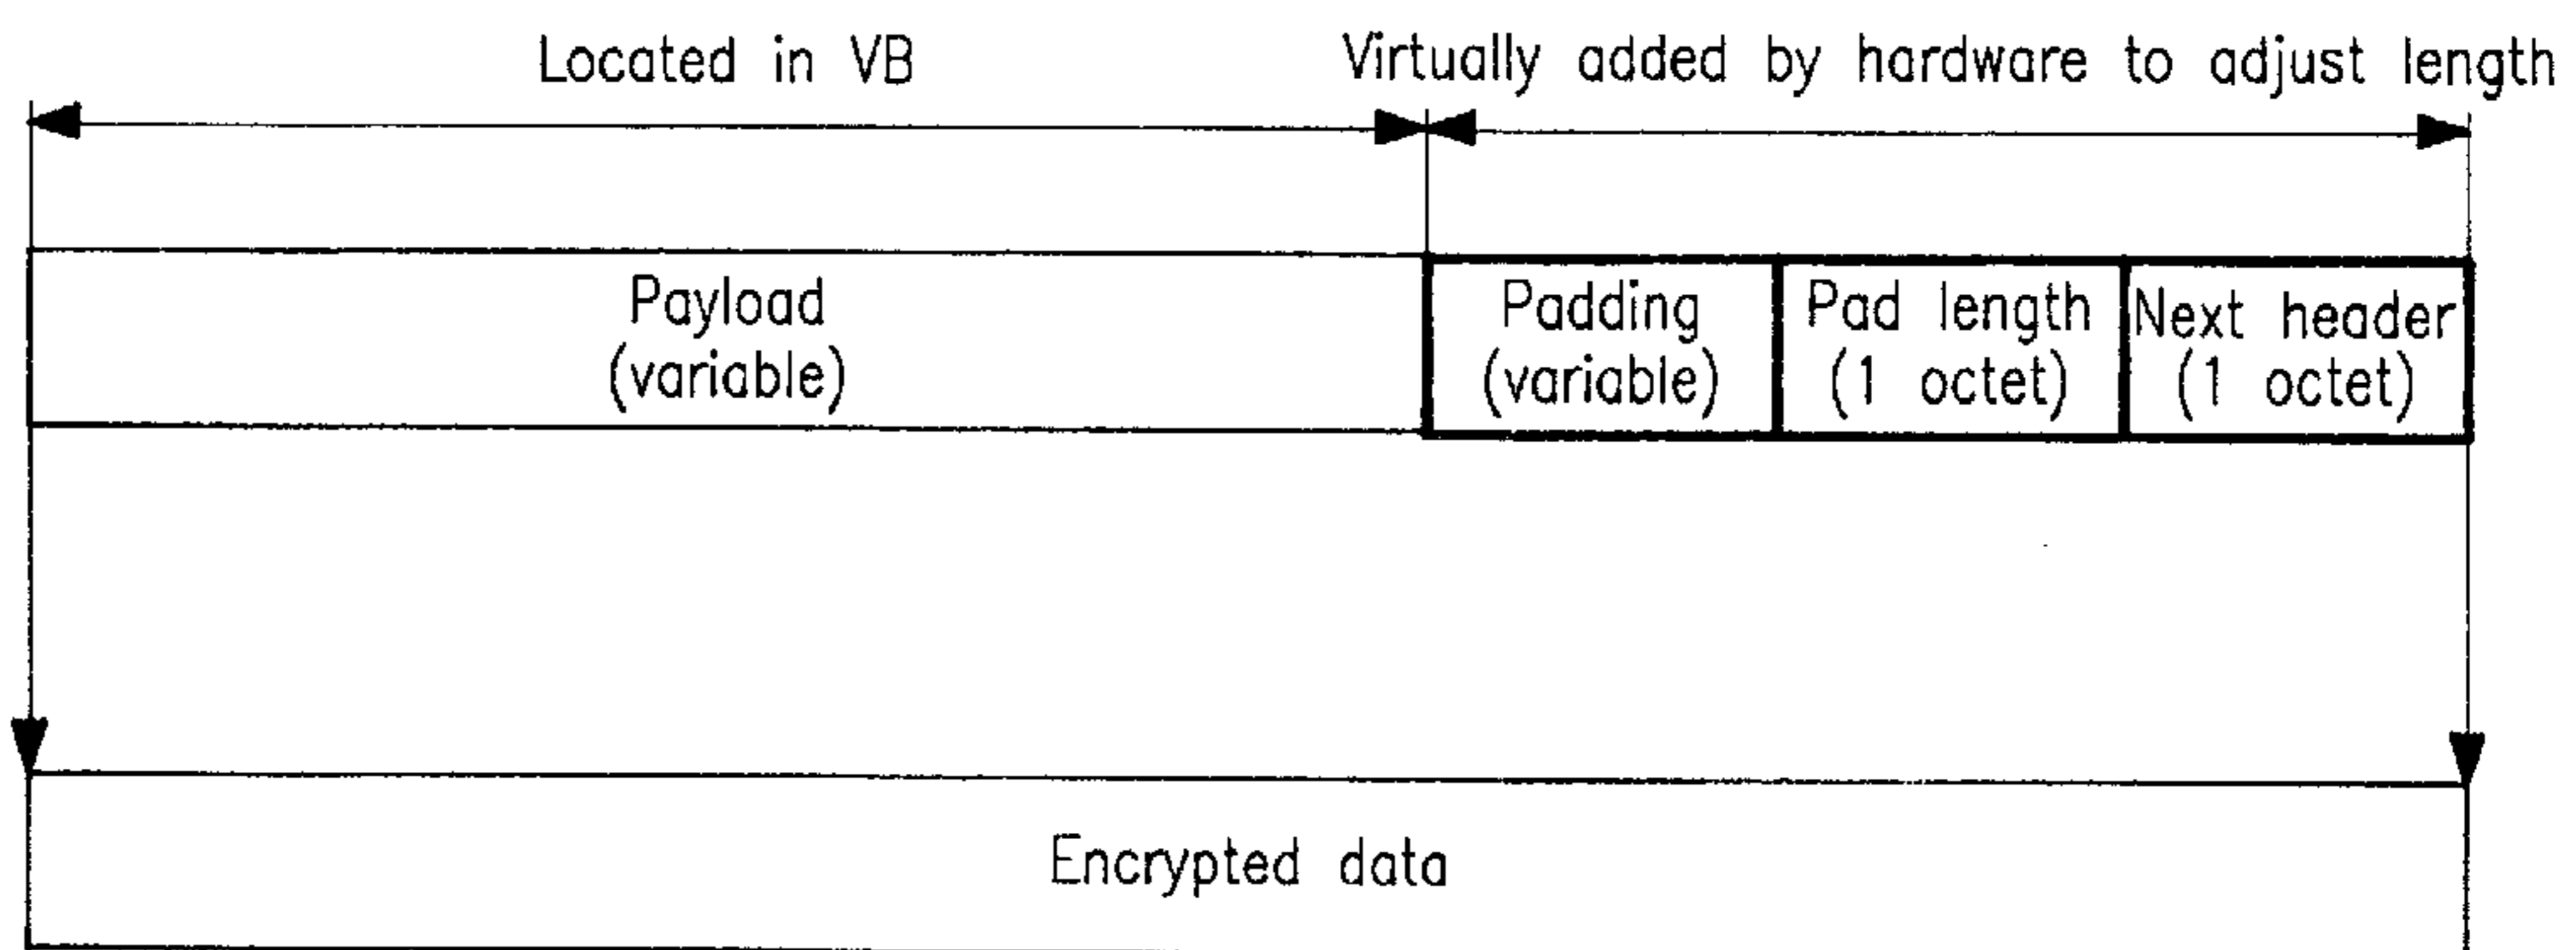 Located in VB
Virtually added by hardware to adjust length
Payload
(variable)
Padding
(variable)
Pad length
(1 octet)
Next header
(1 octet)
Encrypted data